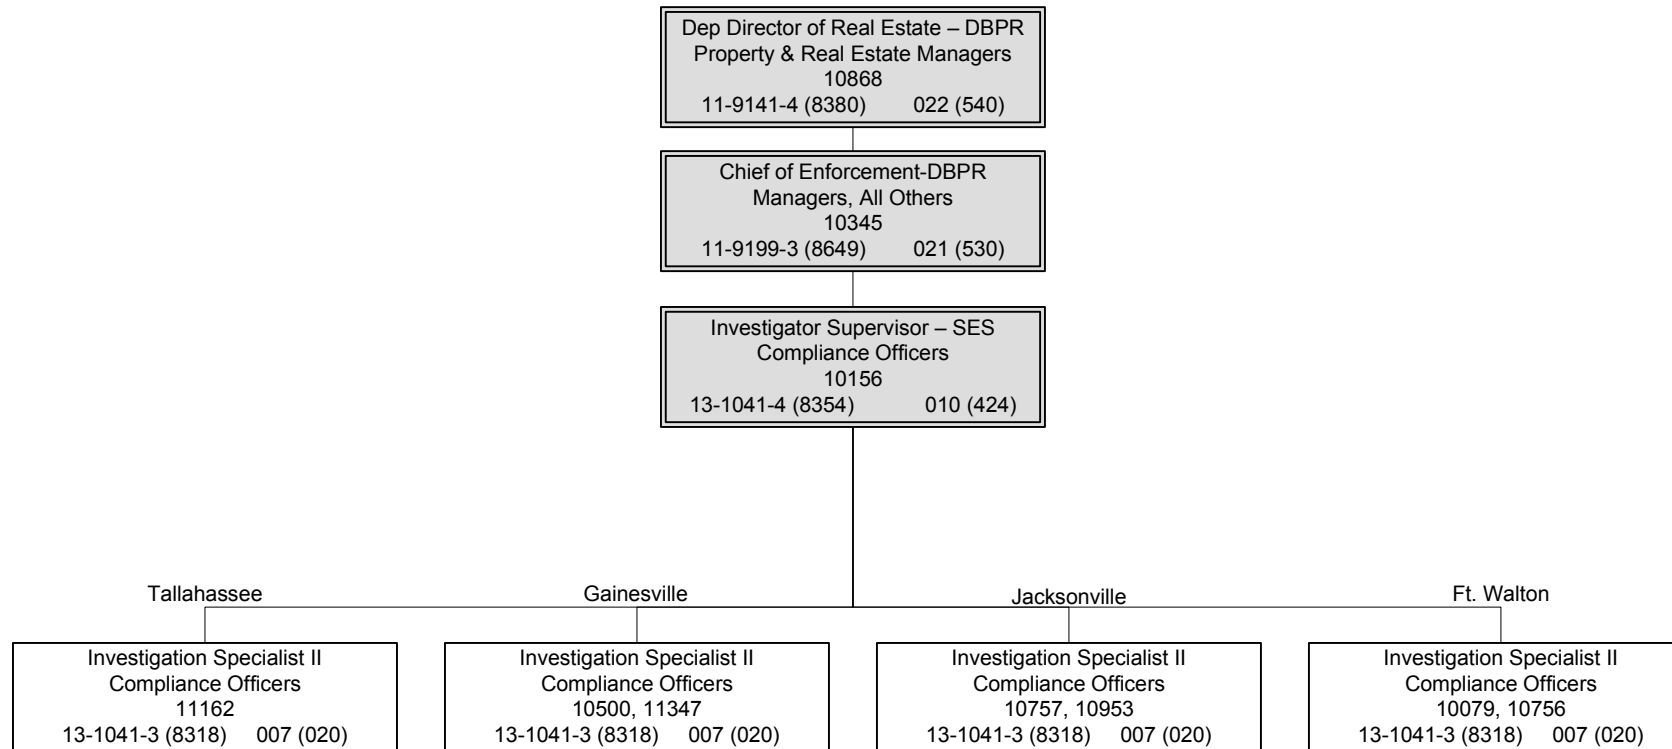 Dep Director of Real Estate – DBPR
Property & Real Estate Managers
10868
11-9141-4 (8380) 022 (540)
Chief of Enforcement-DBPR
Managers, All Others
10345
11-9199-3 (8649) 021 (530)
Investigator Supervisor – SES
Compliance Officers
10156
13-1041-4 (8354) 010 (424)
Tallahassee
Investigation Specialist II
Compliance Officers
11162
13-1041-3 (8318) 007 (020)
Gainesville
Investigation Specialist II
Compliance Officers
10500, 11347
13-1041-3 (8318) 007 (020)
Jacksonville
Investigation Specialist II
Compliance Officers
10757, 10953
13-1041-3 (8318) 007 (020)
Ft. Walton
Investigation Specialist II
Compliance Officers
10079, 10756
13-1041-3 (8318) 007 (020)